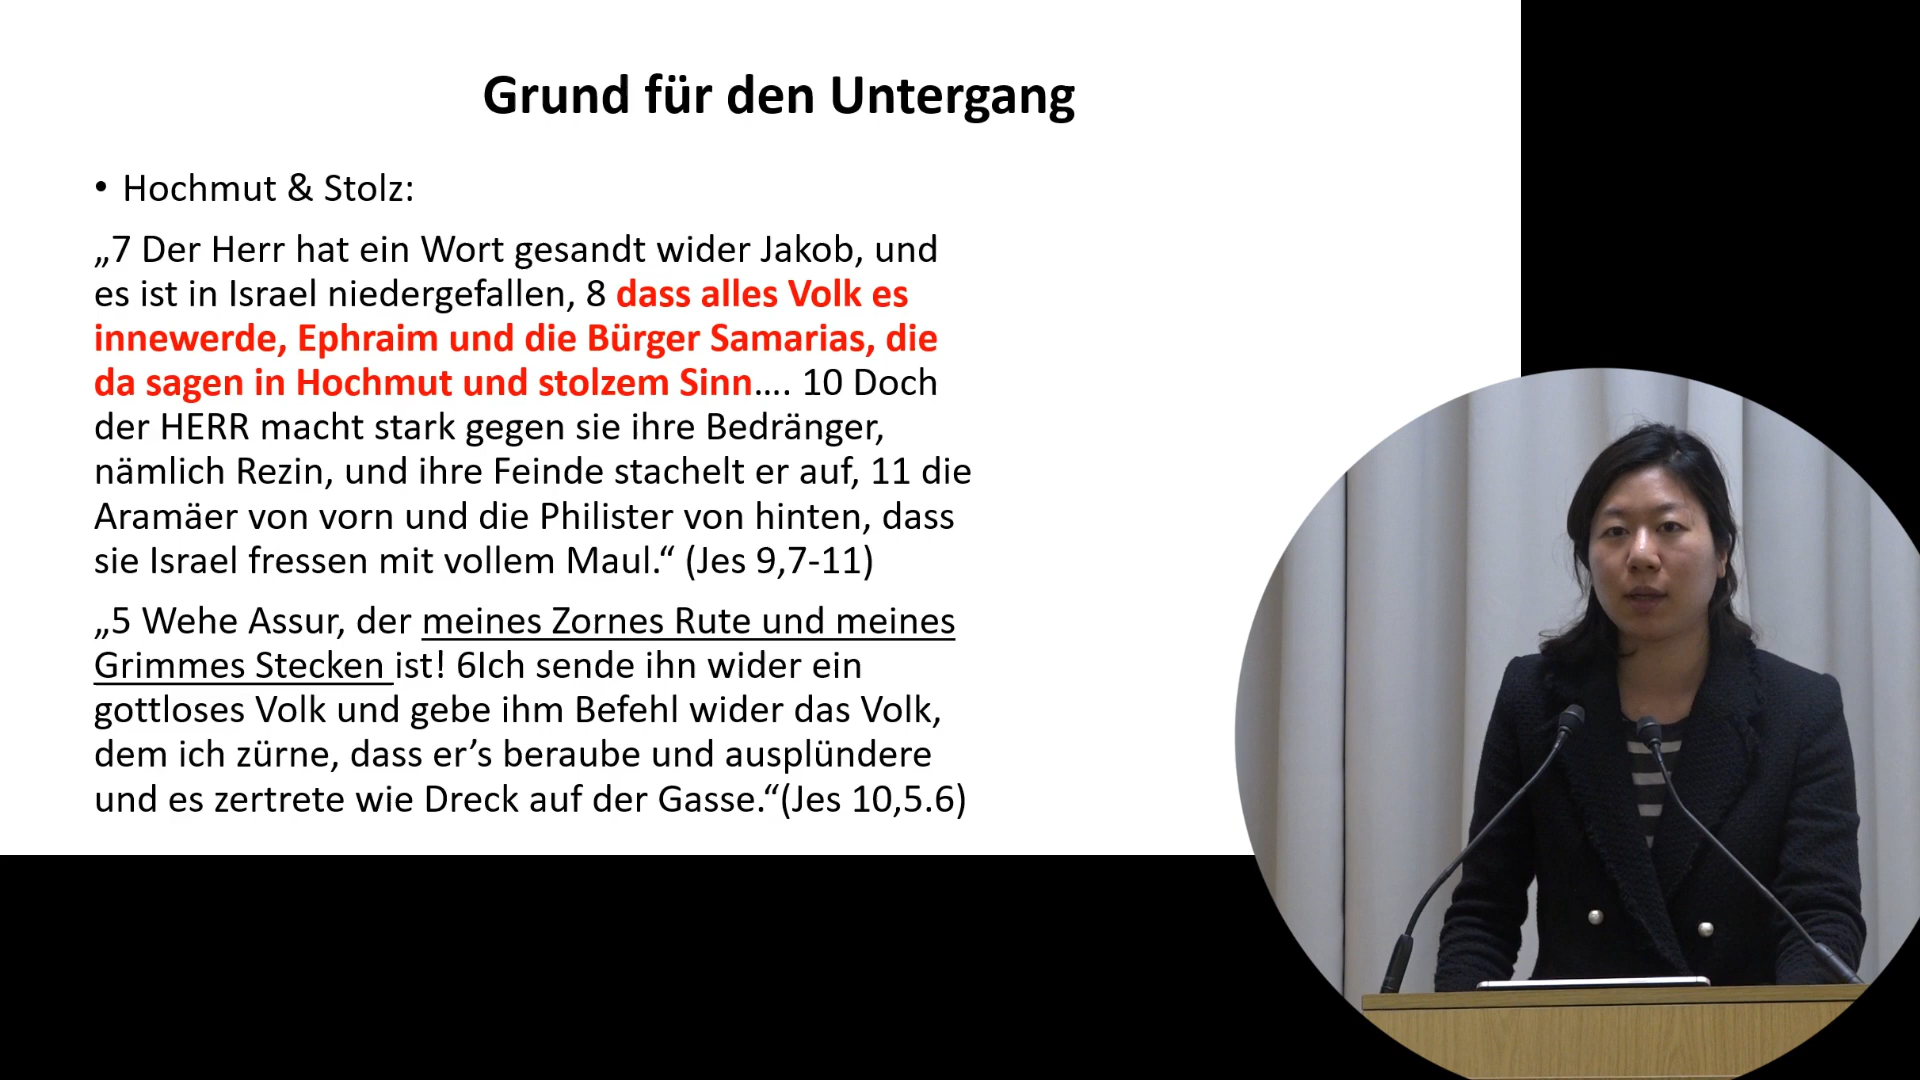 Grund für den Untergang
• Hochmut & Stolz:
„7 Der Herr hat ein Wort gesandt wider Jakob, und
es ist in Israel niedergefallen, 8 dass alles Volk es
innewerde, Ephraim und die Bürger Samarias, die
da sagen in Hochmut und stolzem Sinn…. 10 Doch
der HERR macht stark gegen sie ihre Bedränger,
nämlich Rezin, und ihre Feinde stachelt er auf, 11 die
Aramäer von vorn und die Philister von hinten, dass
sie Israel fressen mit vollem Maul.“ (Jes 9,7-11)
„5 Wehe Assur, der meines Zornes Rute und meines
Grimmes Stecken ist! 6Ich sende ihn wider ein
gottloses Volk und gebe ihm Befehl wider das Volk,
dem ich zürne, dass er’s beraube und ausplündere
und es zertrete wie Dreck auf der Gasse.“(Jes 10,5.6)